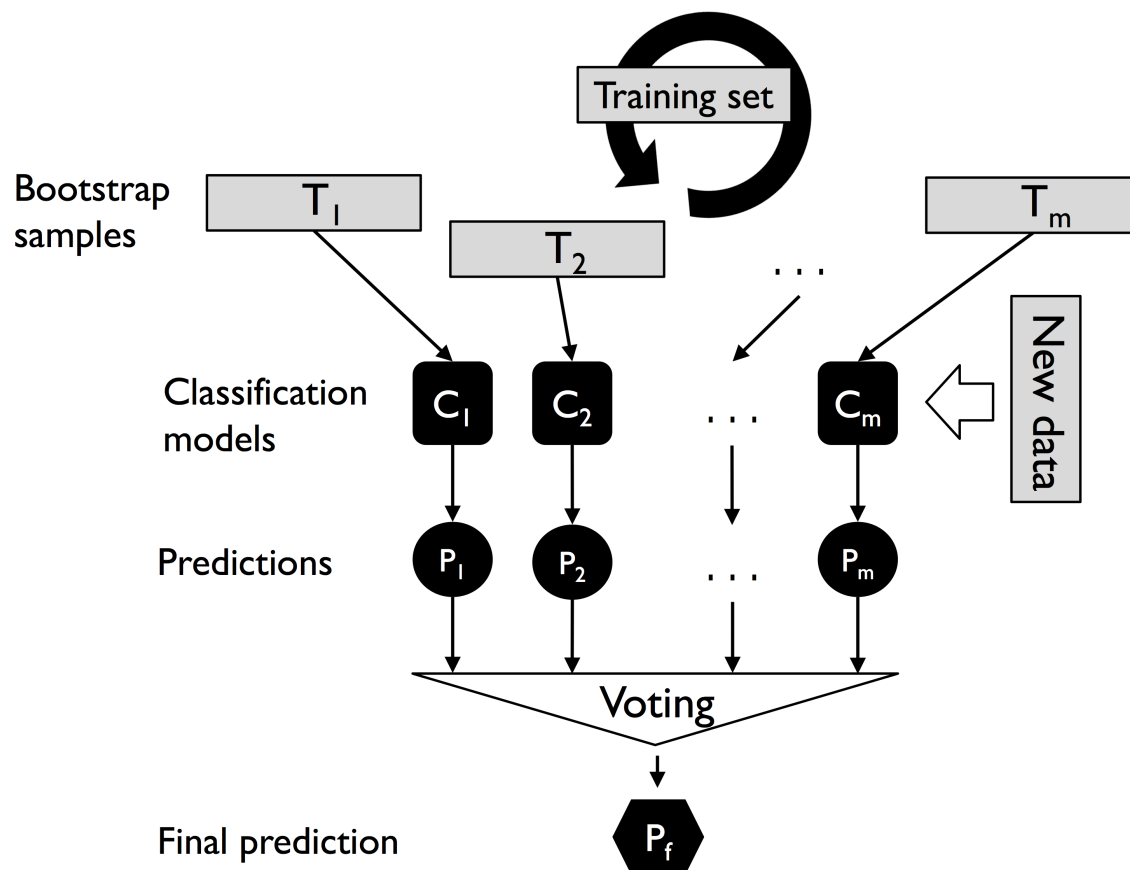 Training set
Bootstrap
samples
T1
T2
. . .
Tm
New data
Classification
models
C1
C2
. . .
Cm
Predictions
P1
P2
. . .
Pm
Voting
Final prediction
Pf